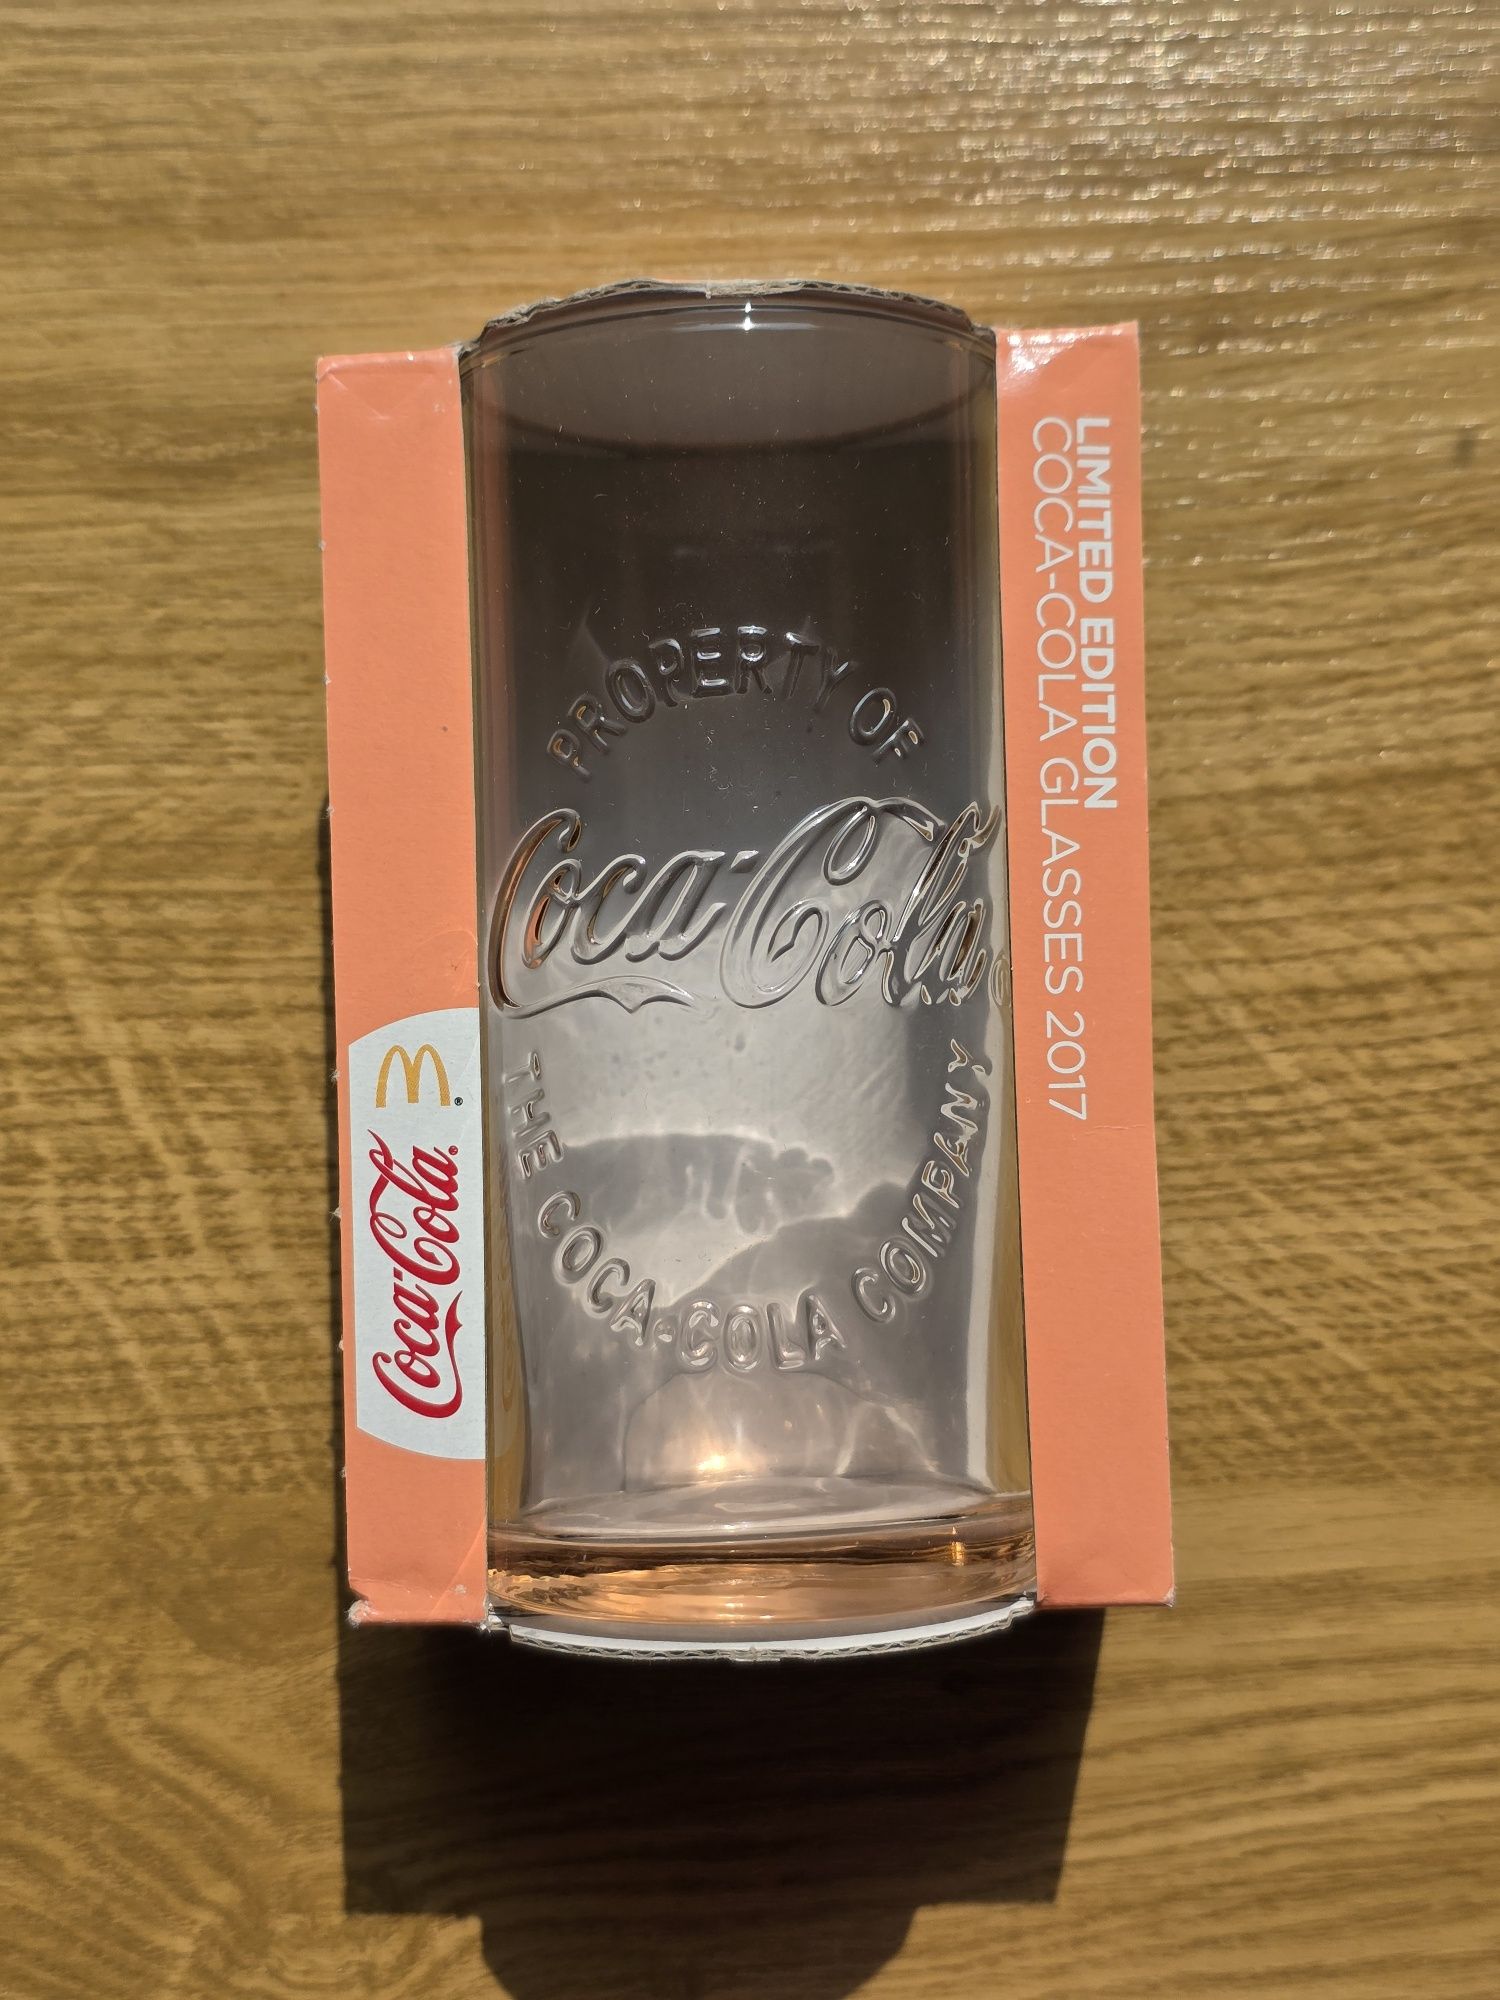 PROPERTY OF
Coca-Cola
THE COCA-COLA COMPANY
LIMITED EDITION
COCA-COLA GLASSES 2017
M®
Coca-Cola®